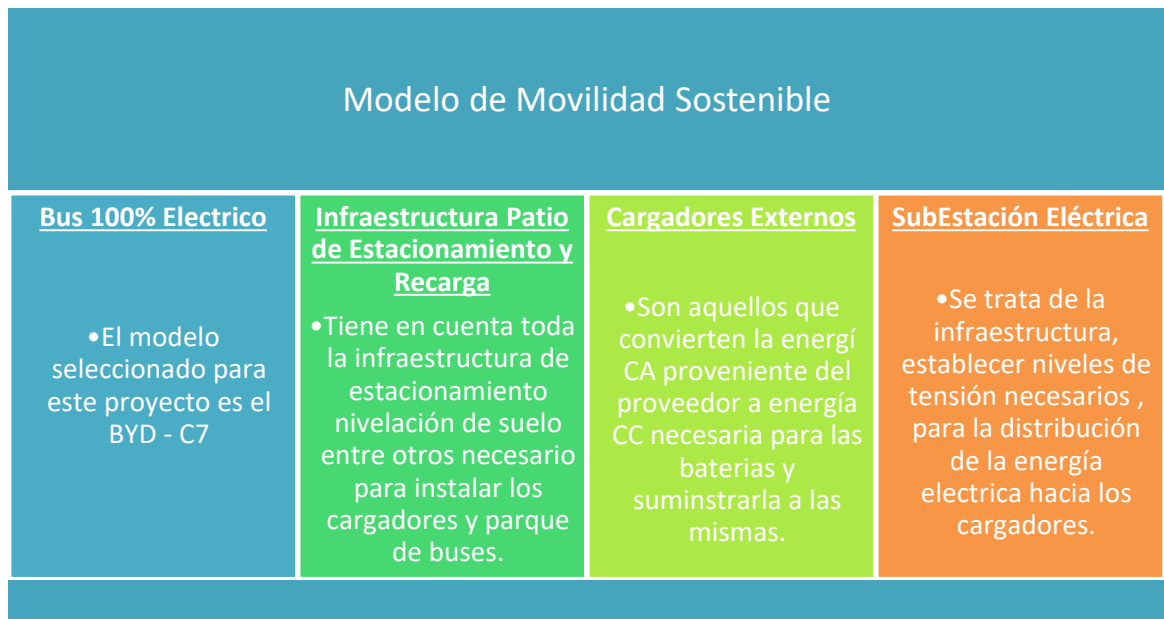 Modelo de Movilidad Sostenible
Bus 100% Electrico
•El modelo
seleccionado para
este proyecto es el
BYD - C7
Infraestructura Patio
de Estacionamiento y
Recarga
•Tiene en cuenta toda
la infraestructura de
estacionamiento
nivelación de suelo
entre otros necesario
para instalar los
cargadores y parque
de buses.
Cargadores Externos
•Son aquellos que
convierten la energí
CA proveniente del
proveedor a energía
CC necesaria para las
baterias y
suminstrarla a las
mismas.
SubEstación Eléctrica
•Se trata de la
infraestructura,
establecer niveles de
tensión necesarios ,
para la distribución
de la energía
electrica hacia los
cargadores.